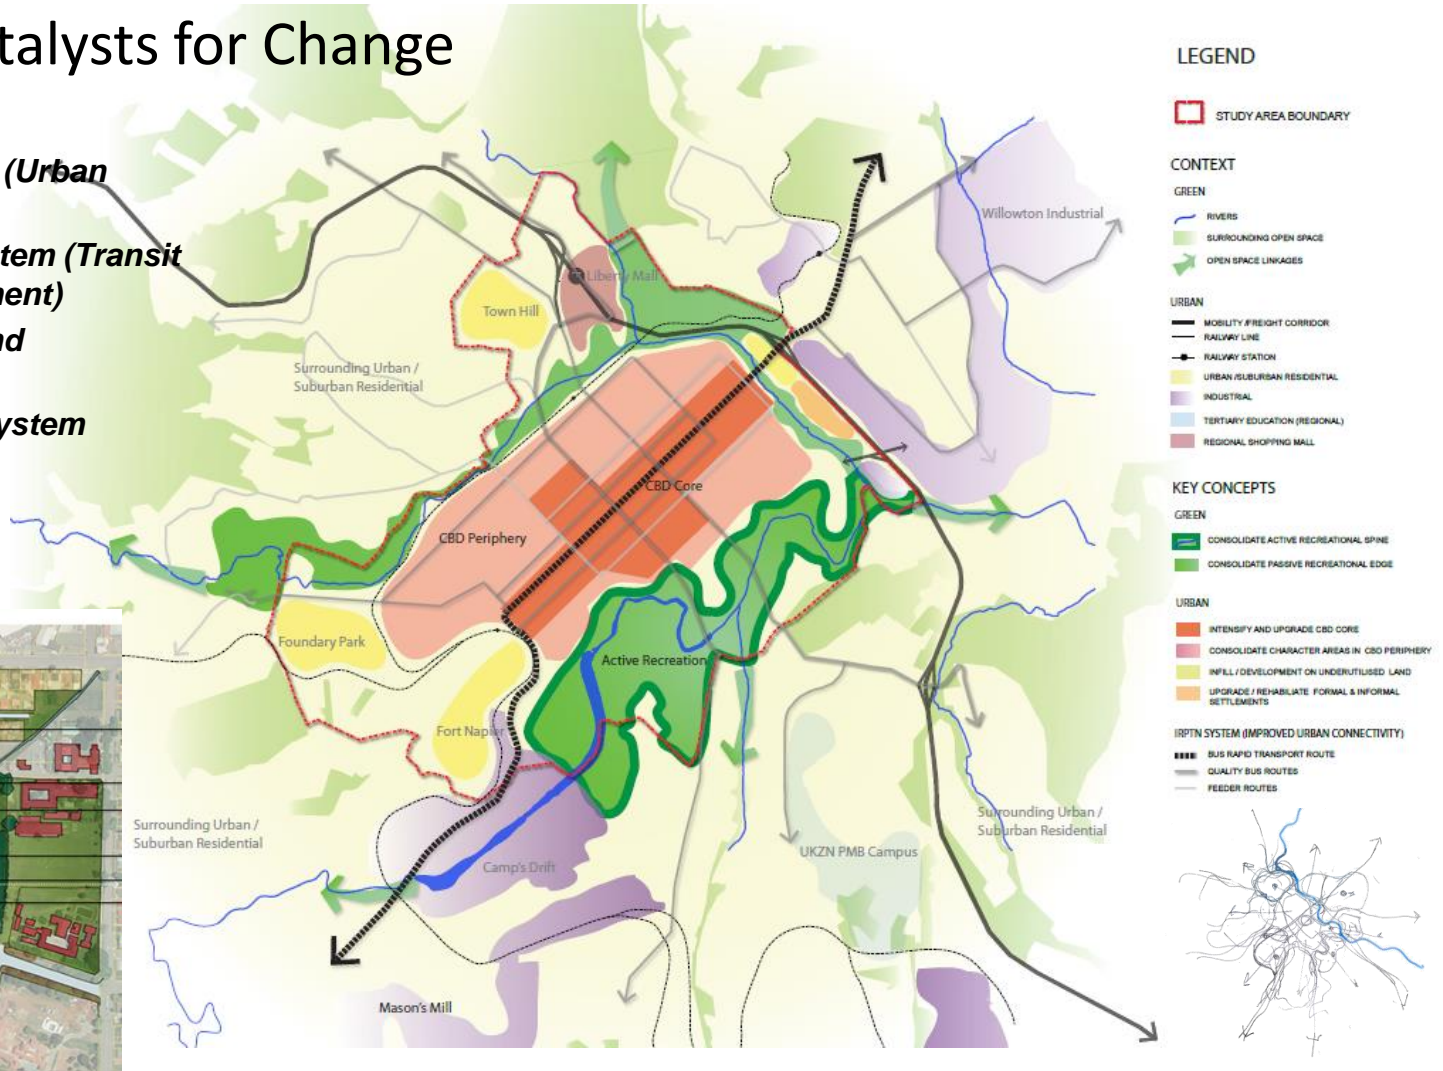 talysts for Change
(Urban
tem (Transit
nent)
nd
ystem
Willowton Industrial
Liberty Mall
Town Hill
Surrounding Urban /
Suburban Residential
CBD Core
CBD Periphery
Foundary Park
Active Recreation
Fort Napier
Surrounding Urban /
Suburban Residential
Surrounding Urban /
Suburban Residential
UKZN PMB Campus
Camp's Drift
Mason's Mill
LEGEND
STUDY AREA BOUNDARY
CONTEXT
GREEN
RIVERS
SURROUNDING OPEN SPACE
OPEN SPACE LINKAGES
URBAN
MOBILITY /FREIGHT CORRIDOR
RAILWAY LINE
RAILWAY STATION
URBAN /SUBURBAN RESIDENTIAL
INDUSTRIAL
TERTIARY EDUCATION (REGIONAL)
REGIONAL SHOPPING MALL
KEY CONCEPTS
GREEN
CONSOLIDATE ACTIVE RECREATIONAL SPINE
CONSOLIDATE PASSIVE RECREATIONAL EDGE
URBAN
INTENSIFY AND UPGRADE CBD CORE
CONSOLIDATE CHARACTER AREAS IN CBD PERIPHERY
INFILL / DEVELOPMENT ON UNDERUTILISED LAND
UPGRADE / REHABILIATE FORMAL & INFORMAL
SETTLEMENTS
IRPTN SYSTEM (IMPROVED URBAN CONNECTIVITY)
BUS RAPID TRANSPORT ROUTE
QUALITY BUS ROUTES
FEEDER ROUTES